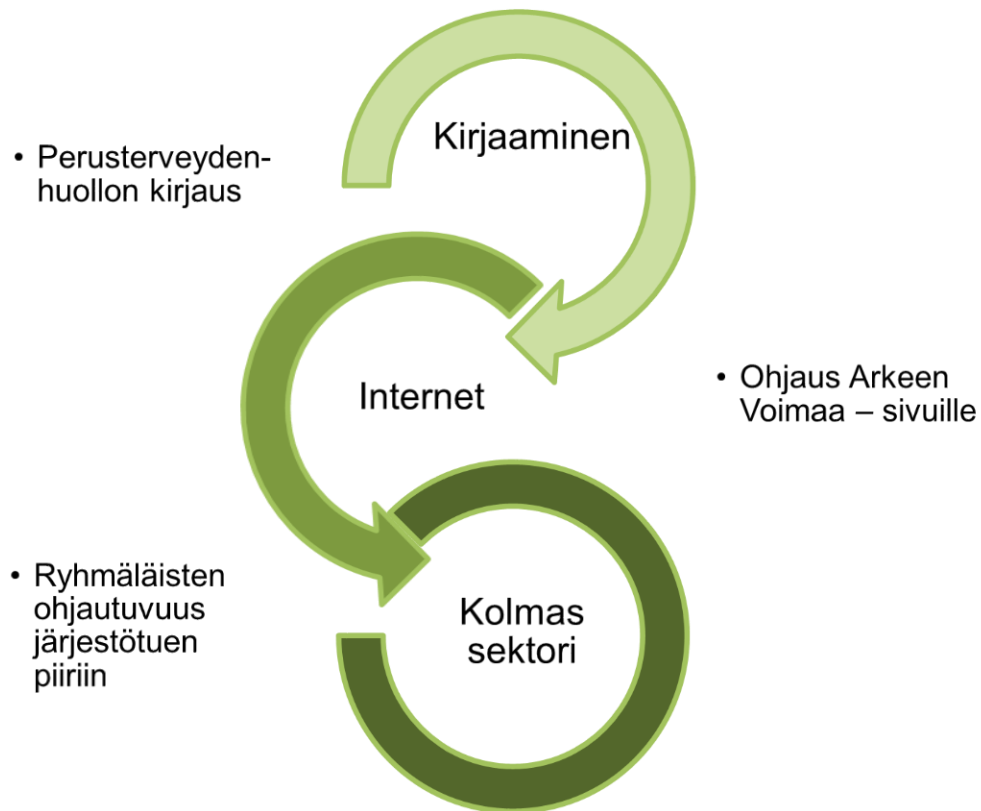 Kirjaaminen
• Perusterveyden-
huollon kirjaus
Internet
• Ohjaus Arkeen
Voimaa – sivuille
• Ryhmäläisten
ohjautuvuus
järjestötuen
piiriin
Kolmas
sektori